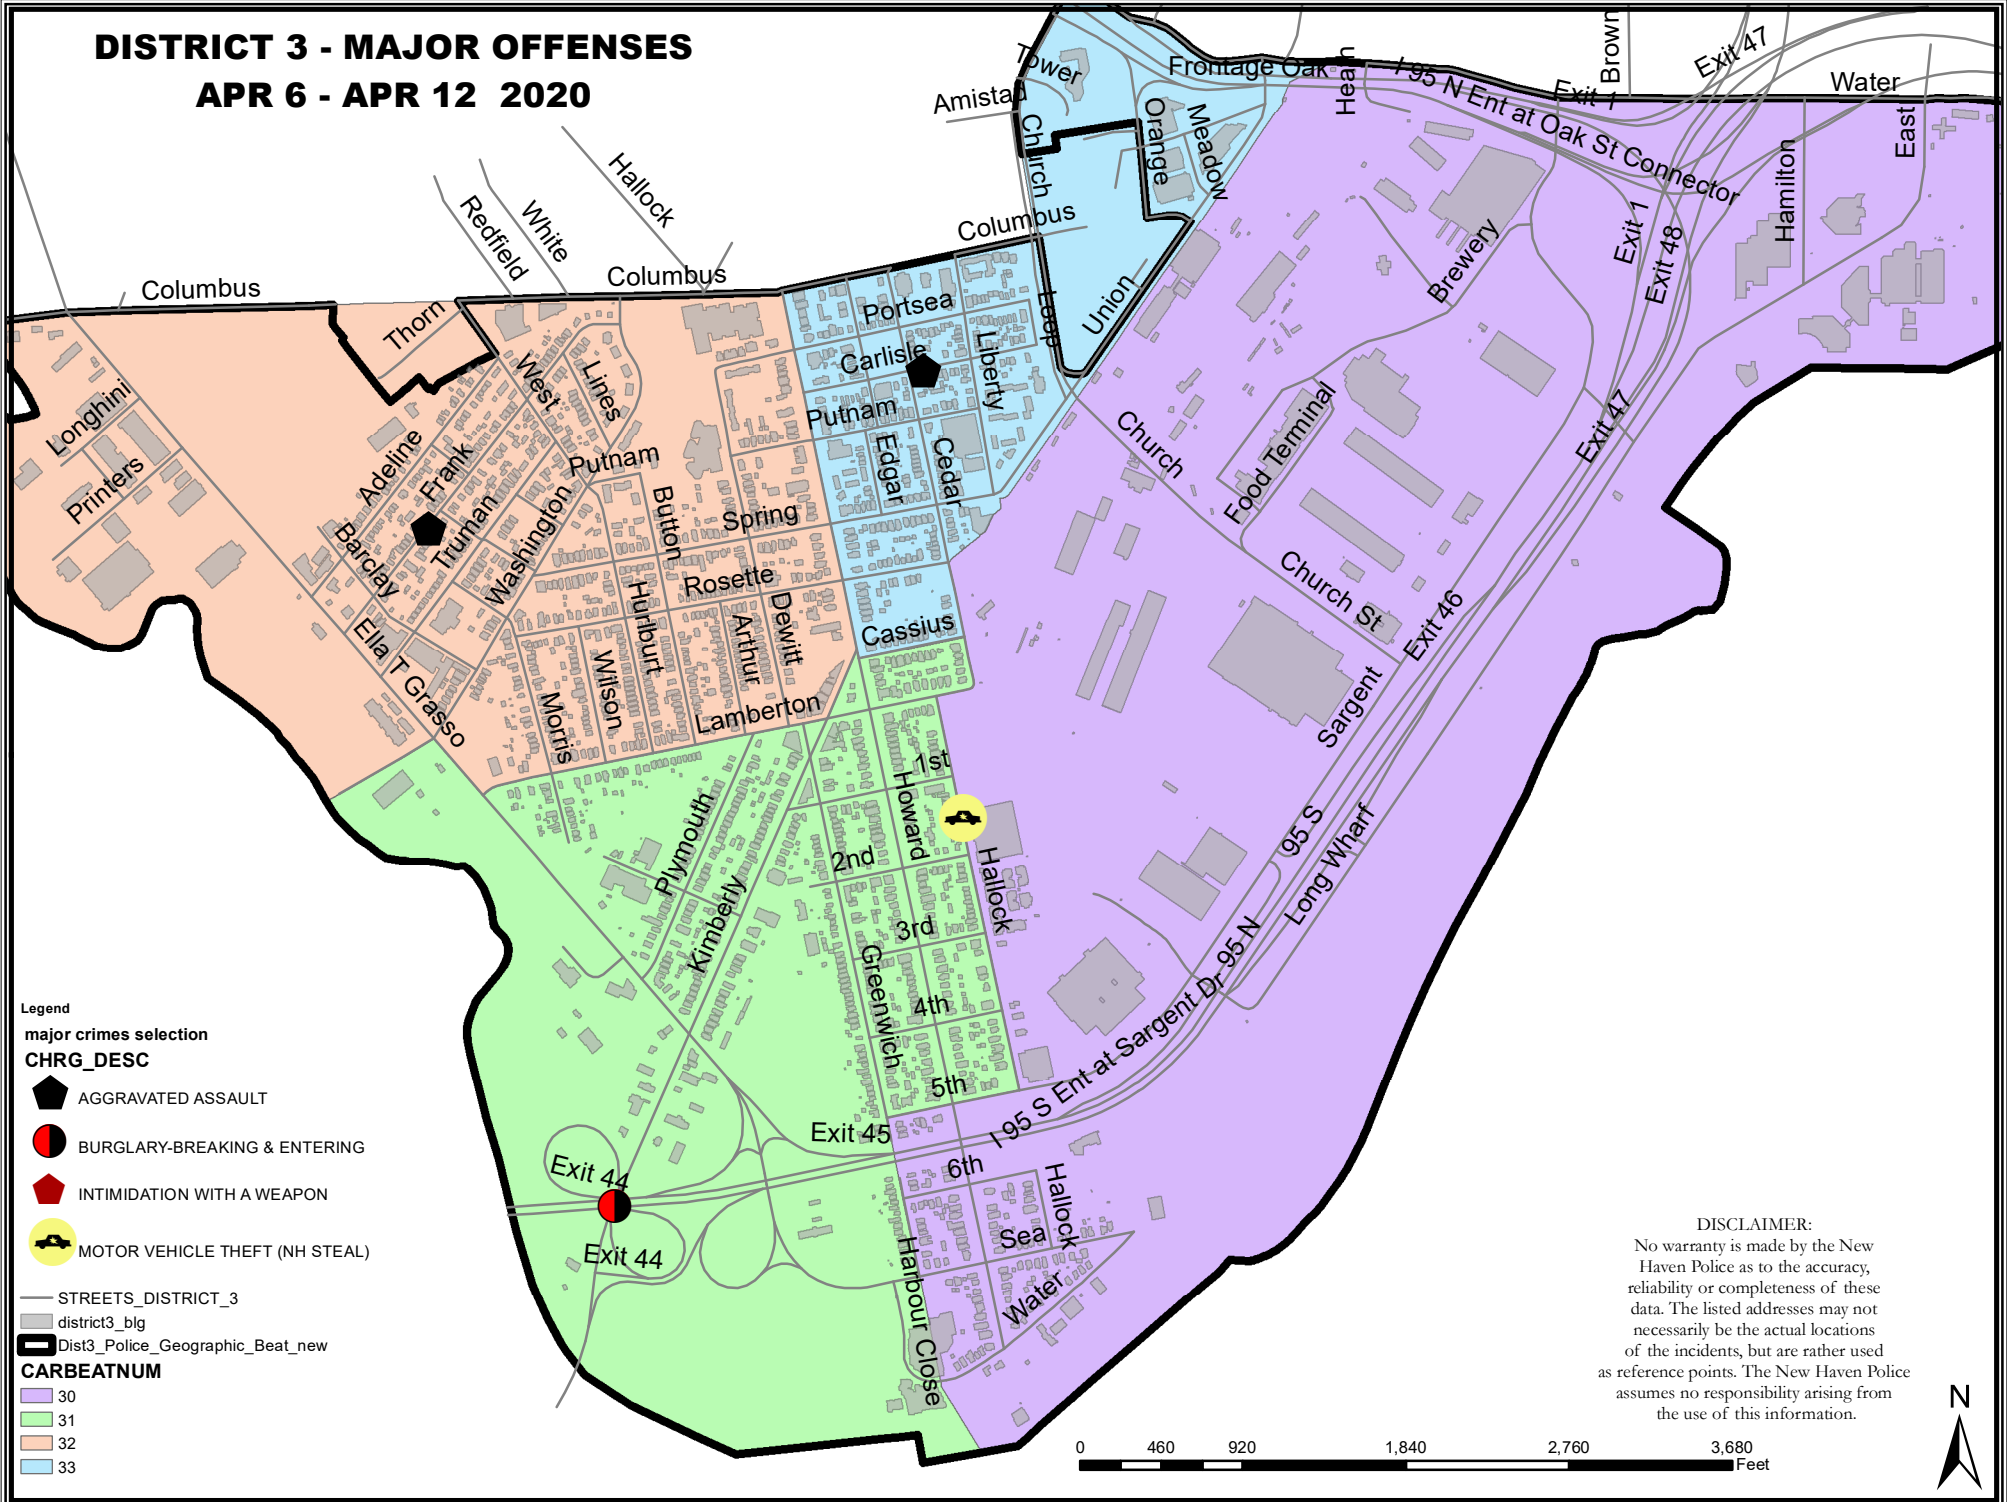 DISTRICT 3 - MAJOR OFFENSES
APR 6 - APR 12 2020
Tower
Amistad
Church
Orange
Meadow
Frontage Oak
Heah
I 95 N Ent at Oak St Connector
Exit 1
Brown
Exit 47
Water
East
Hamilton
Exit 1
Exit 48
Brewery
Hallock
White
Redfield
Columbus
Columbus
Columbus
Thorn
Loop
Union
Portsea
Carlisle
Liberty
Putnam
Edgar
Cedar
West
Lines
Longhini
Printers
Adeline
Frank
Truman
Putnam
Washington
Barclay
Button
Spring
Rosette
Hurlburt
Dewitt
Arthur
Wilson
Morris
Lamberton
Ella T Grasso
Cassius
Church
Food Terminal
Church St
Exit 47
Exit 46
Sargent
1st
Howard
2nd
Hallock
3rd
Greenwich
4th
5th
Plymouth
Kimberly
95 S
Long Wharf
95 N
I 95 S Ent at Sargent Dr
Exit 45
Exit 44
Exit 44
6th
Hallock
Sea
Water
Harbour Close
Legend
major crimes selection
CHRG_DESC
AGGRAVATED ASSAULT
BURGLARY-BREAKING & ENTERING
INTIMIDATION WITH A WEAPON
MOTOR VEHICLE THEFT (NH STEAL)
STREETS_DISTRICT_3
district3_blg
Dist3_Police_Geographic_Beat_new
CARBEATNUM
30
31
32
33
DISCLAIMER:
No warranty is made by the New
Haven Police as to the accuracy,
reliability or completeness of these
data. The listed addresses may not
necessarily be the actual locations
of the incidents, but are rather used
as reference points. The New Haven Police
assumes no responsibility arising from
the use of this information.
N
0 460 920 1,840 2,760 3,680
Feet